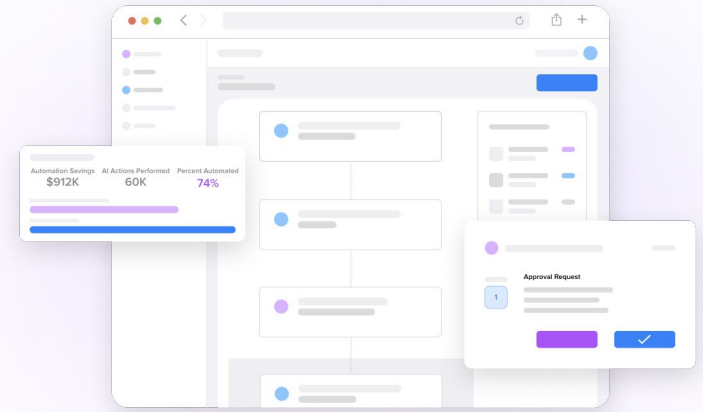 Automation Savings AI Actions Performed Percent Automated
$912K 60K 74%
Approval Request
1